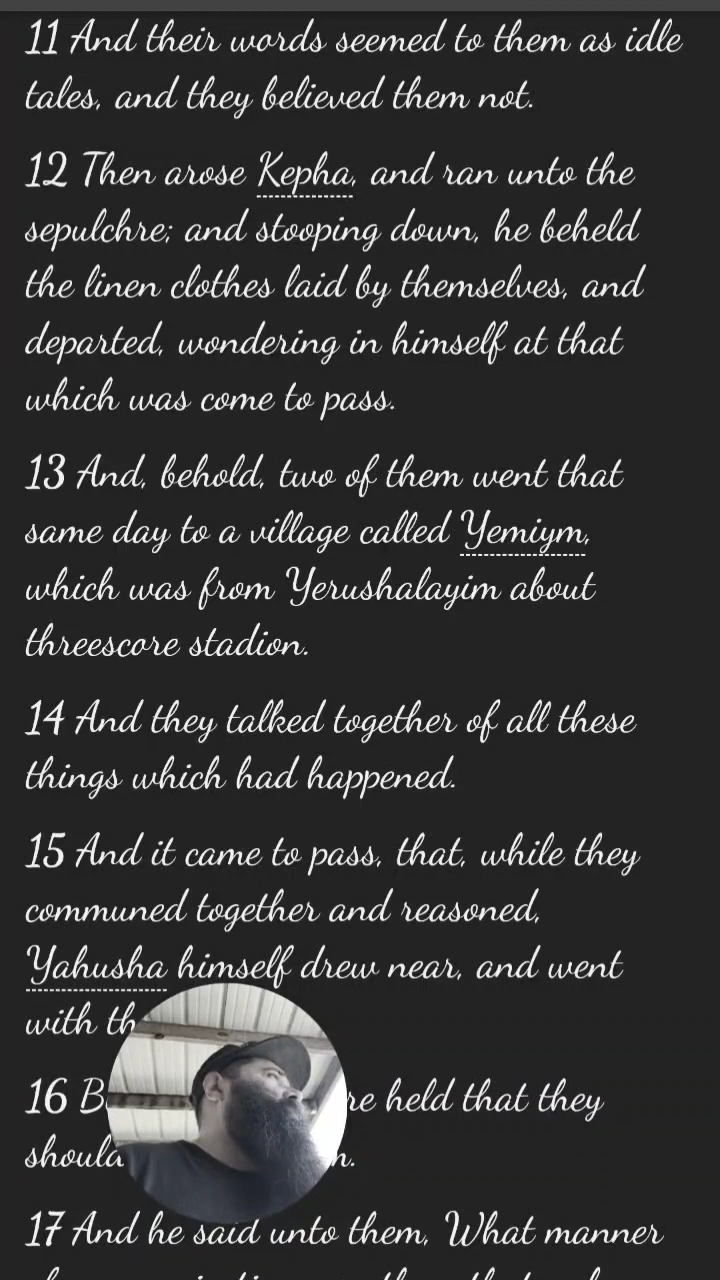 11 And their words seemed to them as idle
tales, and they believed them not.
12 Then arose Kepha, and ran unto the
sepulchre; and stooping down, he beheld
the linen clothes laid by themselves, and
departed, wondering in himself at that
which was come to pass.
13 And, behold, two of them went that
same day to a village called Yemiym,
which was from Yerushalayim about
threescore stadion.
14 And they talked together of all these
things which had happened.
15 And it came to pass, that, while they
communed together and reasoned,
Yahusha himself drew near, and went
with
16 held that they
17 And he said unto them, What manner